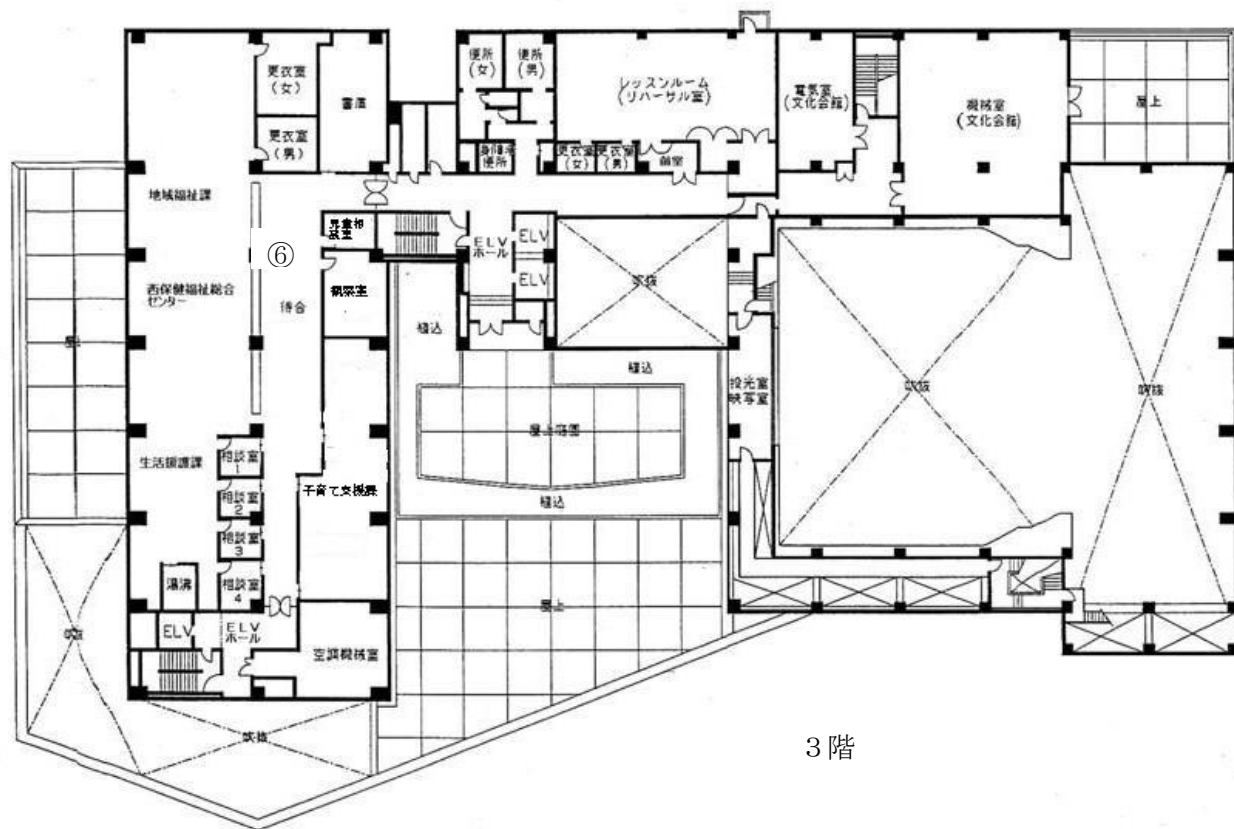 便所
(女)
便所
(男)
更衣室
(女)
書庫
レッスンルーム
(リハーサル室)
電気室
(文化会館)
機械室
(文化会館)
屋上
更衣室
(男)
便所
更衣室
(女)
更衣室
(男)
前室
地域福祉課
児童相
談室
ELV
ホール
ELV
ELV
⑥
西保健福祉総合
センター
待合
観察室
吹抜
植込
植込
屋上
投光室
映写室
吹抜
吹抜
屋上庭園
生活援護課
相談室
1
相談室
2
子育て支援課
植込
相談室
3
湯沸
相談室
4
屋上
吹抜
ELV
ELV
ホール
空調機械室
吹抜
3階